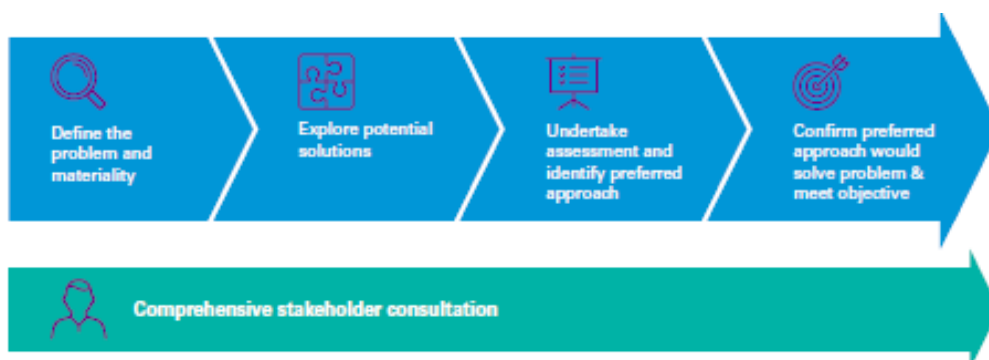 Define the
problem and
materiality
Explore potential
solutions
Undertake
assessment and
identify preferred
approach
Confirm preferred
approach would
solve problem &
meet objective
Comprehensive stakeholder consultation